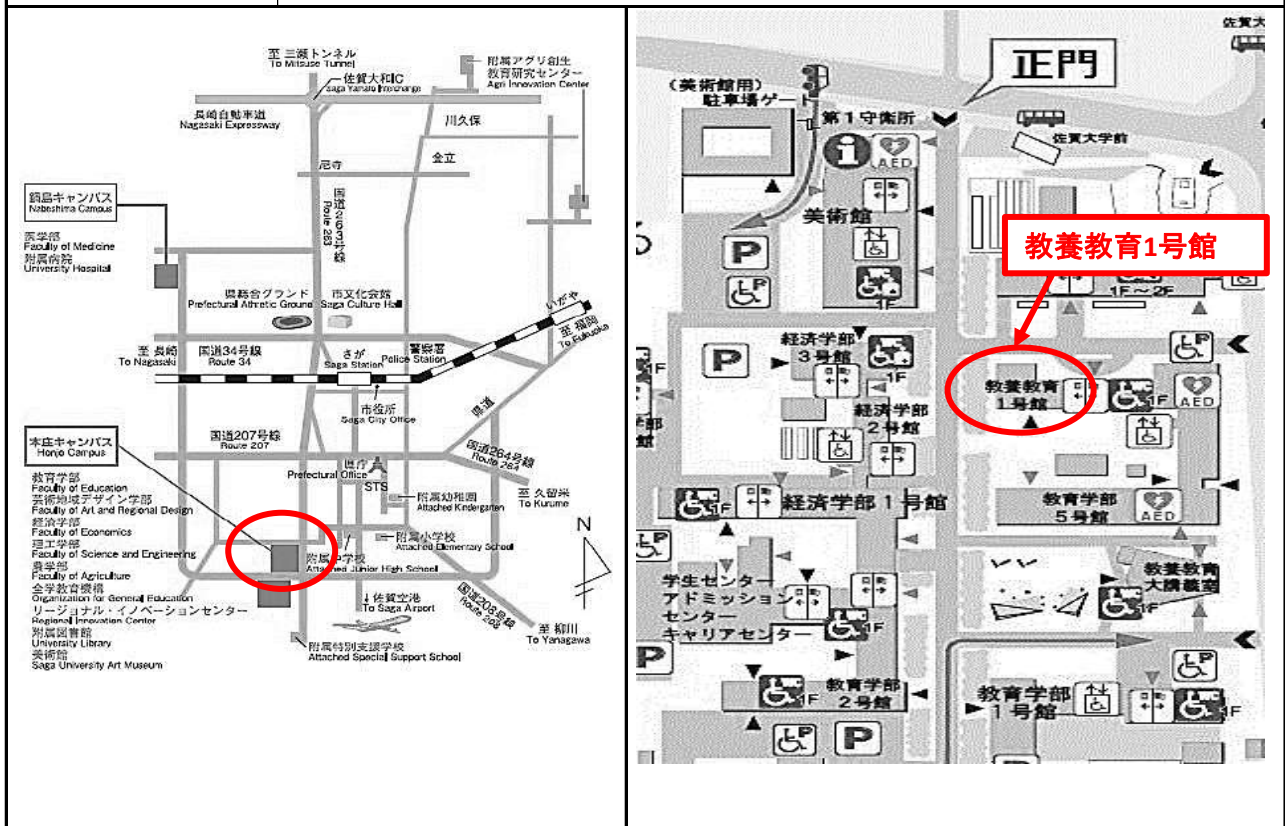 至 三瀬トンネル
To Mitsuse Tunnel
佐賀大和IC
Saga Yamato Interchange
附属アグリ創生
教育研究センター
Agri Innovation Center
長崎自動車道
Nagasaki Expressway
川久保
金立
尼寺
国道263号線
Route 263
鍋島キャンパス
Nabeshima Campus
医学部
Faculty of Medicine
附属病院
University Hospital
県総合グランド
Prefectural Athretic Ground
市文化会館
Saga Culture Hall
いがや
至 福岡
To Fukuoka
至 長崎
To Nagasaki
国道34号線
Route 34
さが
Saga Station
警察署
Police Station
市役所
Saga City Office
県道
国道207号線
Route 207
国道264号線
Route 264
本庄キャンパス
Honjo Campus
県庁
Prefectural Office
STS
至 久留米
To Kurume
附属幼稚園
Attached Kindergarten
附属小学校
Attached Elementary School
附属中学校
Attached Junior High School
教育学部
Faculty of Education
芸術地域デザイン学部
Faculty of Art and Regional Design
経済学部
Faculty of Economics
理工学部
Faculty of Science and Engineering
農学部
Faculty of Agriculture
全学教育機構
Organization for General Education
リージョナル・イノベーションセンター
Regional Innovation Center
附属図書館
University Library
美術館
Saga University Art Museum
↓佐賀空港
To Saga Airport
国道208号線
Route 208
至 柳川
To Yanagawa
附属特別支援学校
Attached Special Support School
N
佐賀大
正門
(美術館用)
駐車場ゲート
第1守衛所
佐賀大学前
AED
美術館
P
1F
教養教育1号館
1F～2F
経済学部
3号館
P
1F
経済学部
2号館
教養教育
1号館
1F
AED
経済学部1号館
1F
教育学部
5号館
AED
学生センター
アドミッション
センター
キャリアセンター
1F
教養教育
大講義室
1F
P
教育学部
2号館
1F
P
教育学部
1号館
1F